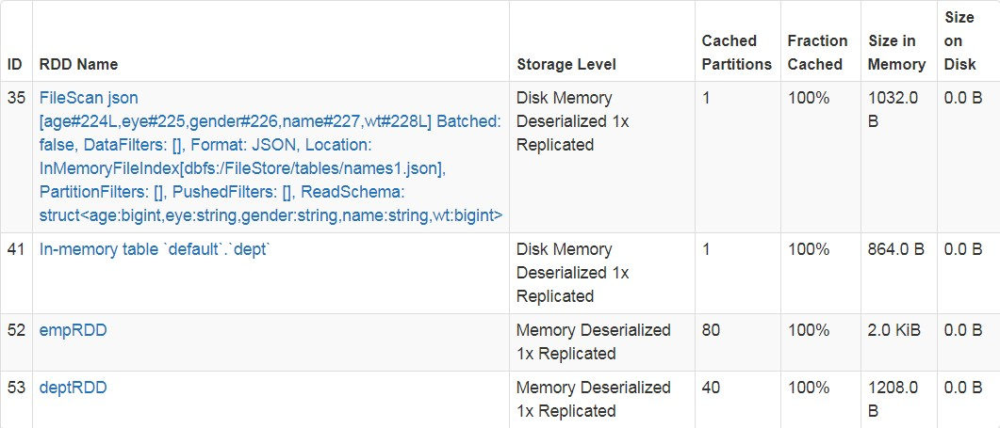 ID RDD Name Storage Level Cached Partitions Fraction Cached Size in Memory Size on Disk
35 FileScan json [age#224L,eye#225,gender#226,name#227,wt#228L] Batched: false, DataFilters: [], Format: JSON, Location: InMemoryFileIndex[dbfs:/FileStore/tables/names1.json], PartitionFilters: [], PushedFilters: [], ReadSchema: struct<age:bigint,eye:string,gender:string,name:string,wt:bigint> Disk Memory Deserialized 1x Replicated 1 100% 1032.0 B 0.0 B
41 In-memory table `default`.`dept` Disk Memory Deserialized 1x Replicated 1 100% 864.0 B 0.0 B
52 empRDD Memory Deserialized 1x Replicated 80 100% 2.0 KiB 0.0 B
53 deptRDD Memory Deserialized 1x Replicated 40 100% 1208.0 B 0.0 B